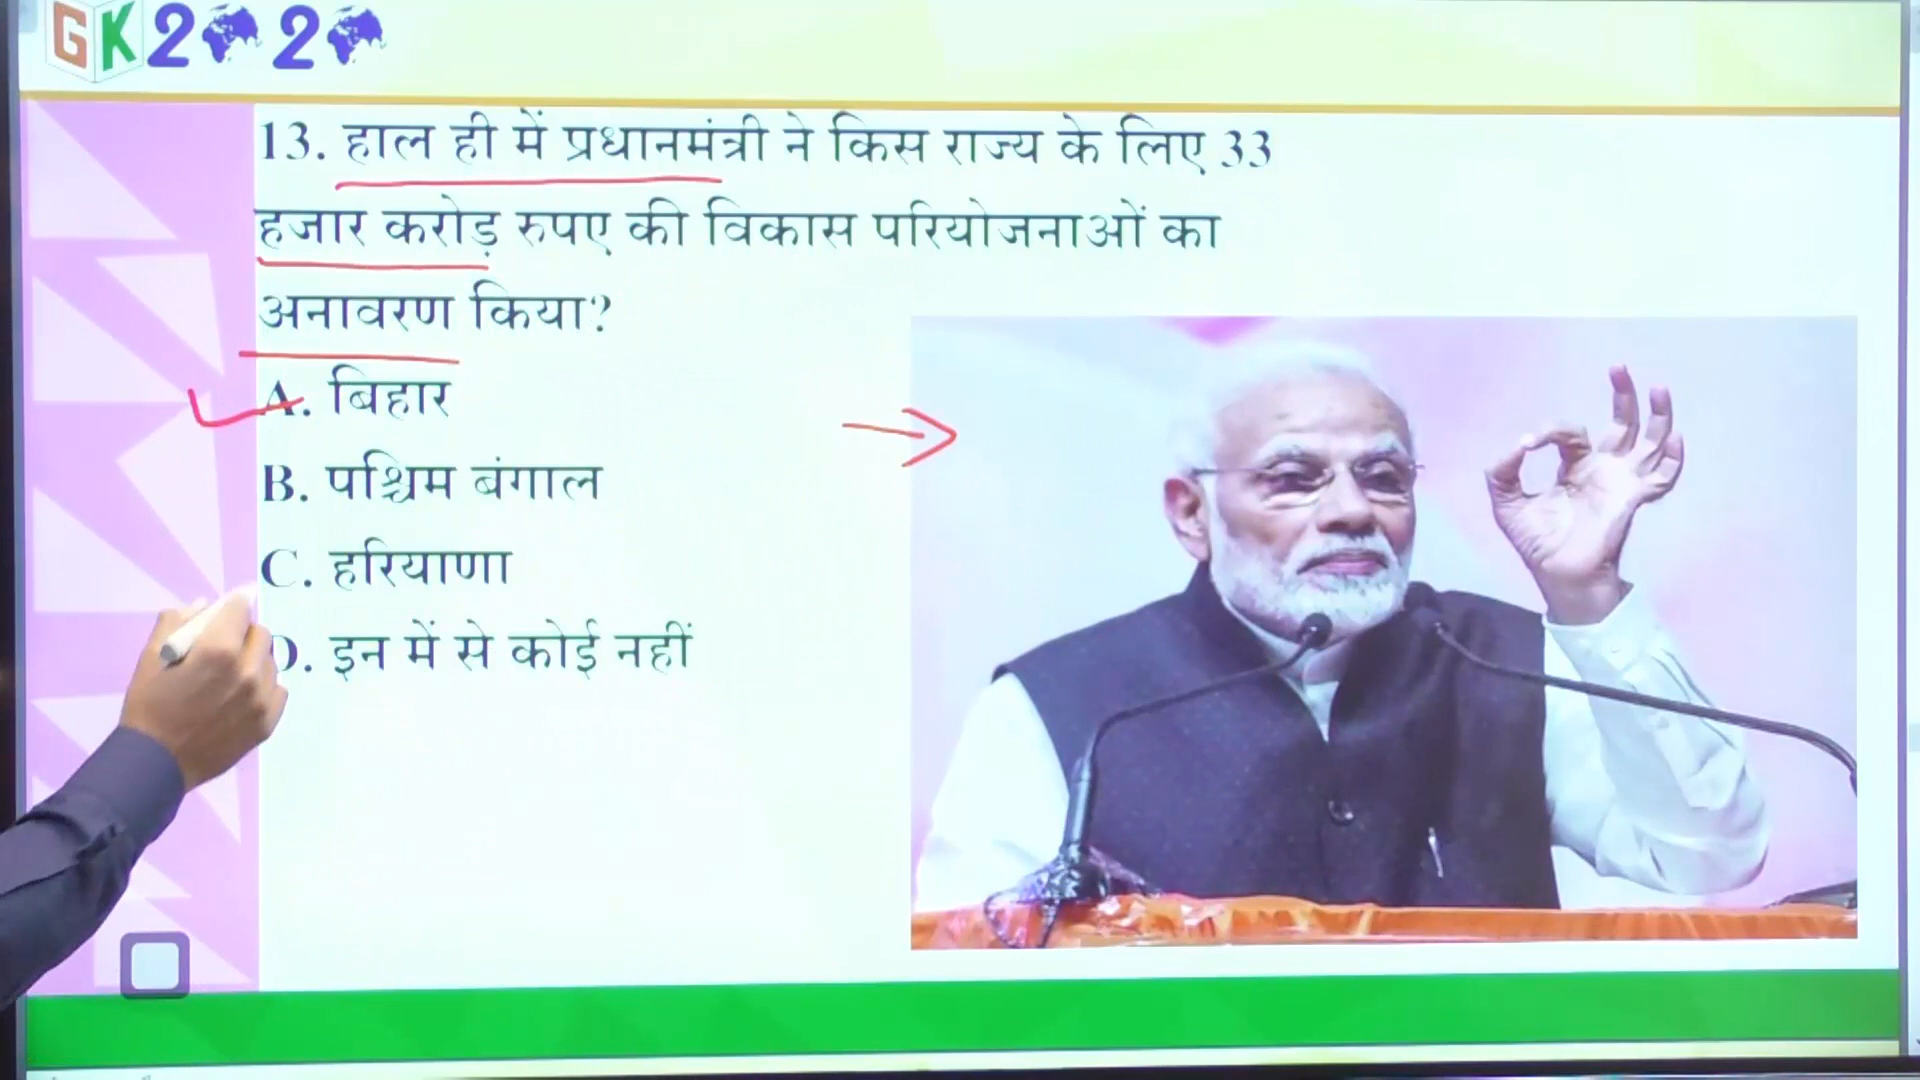 GK2020
13. हाल ही में प्रधानमंत्री ने किस राज्य के लिए 33
हजार करोड़ रुपए की विकास परियोजनाओं का
अनावरण किया?
A. बिहार
B. पश्चिम बंगाल
C. हरियाणा
D. इन में से कोई नहीं